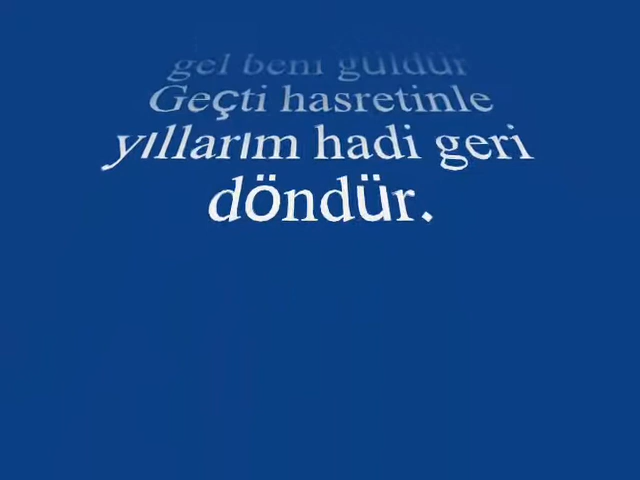 gel beni güldür
Geçti hasretinle
yıllarım hadi geri
döndür.